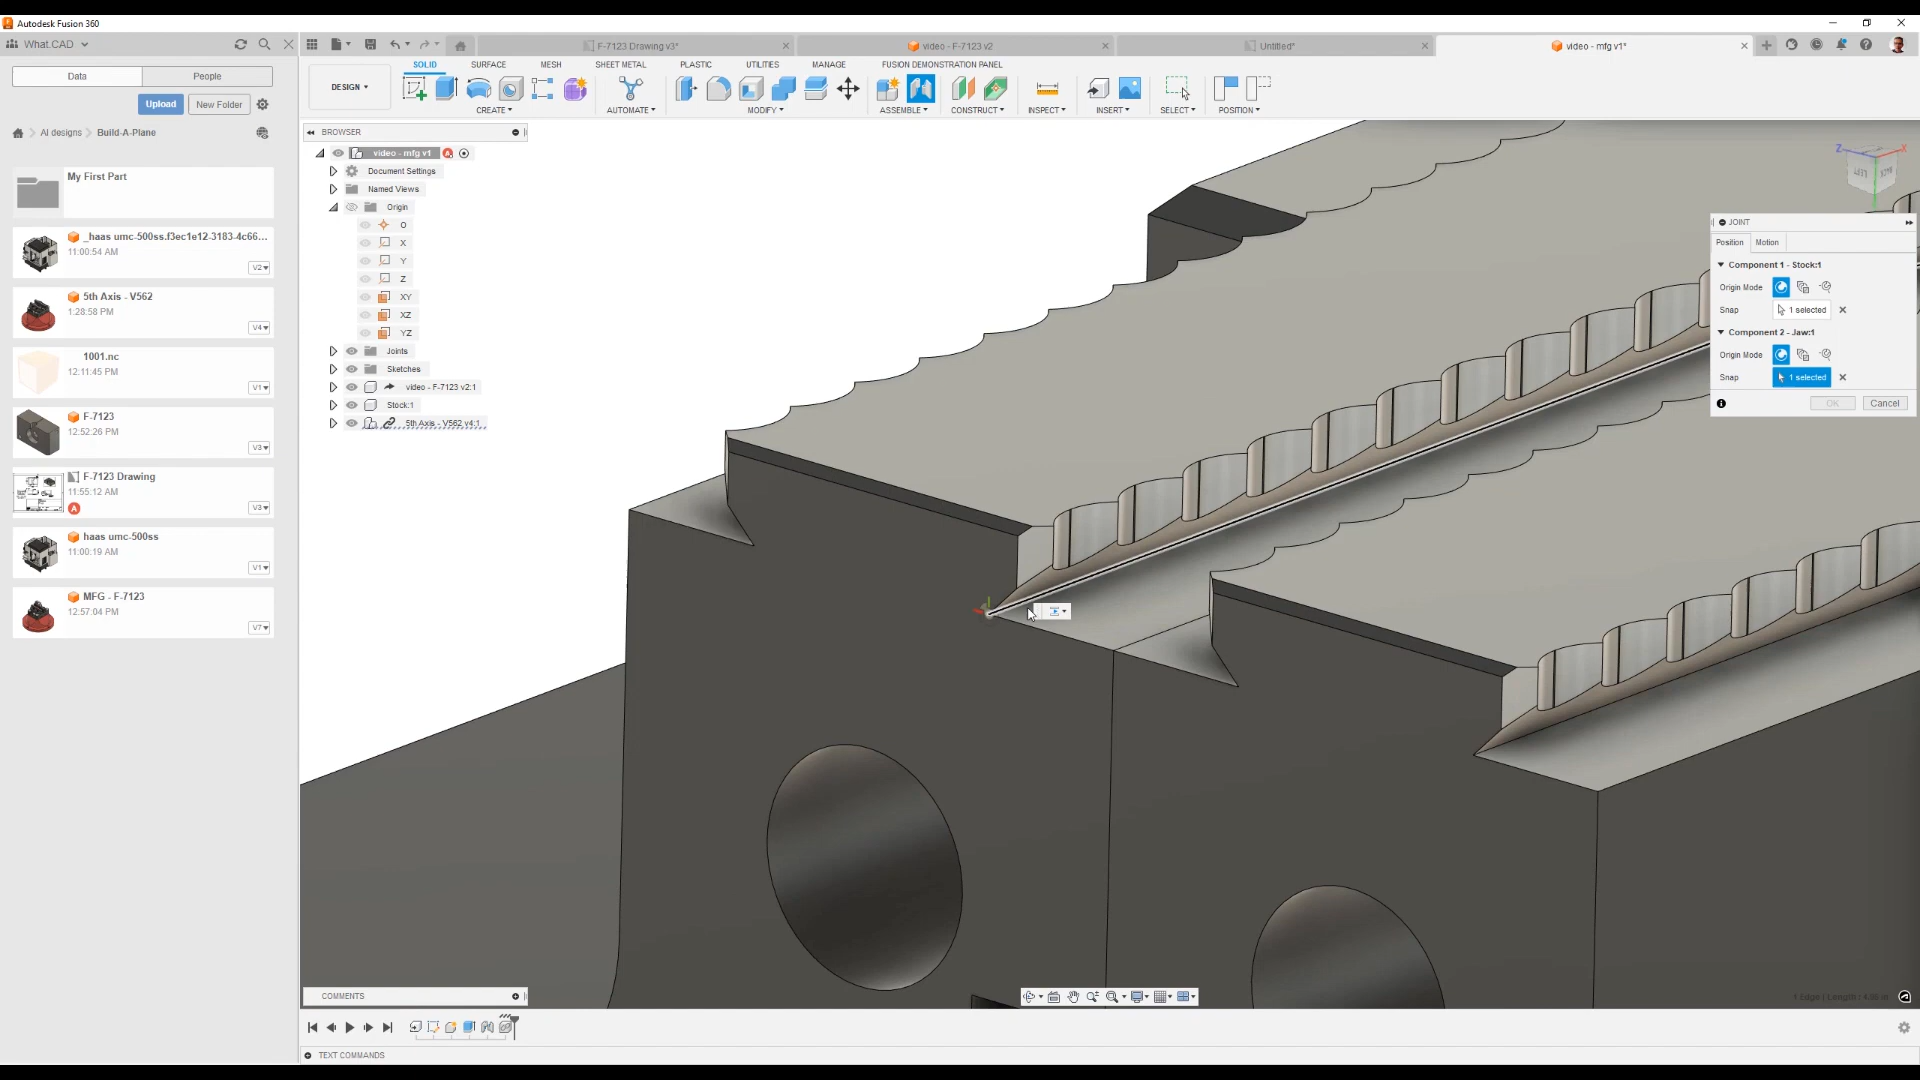 Autodesk Fusion 360
What.CAD
F-7123 Drawing v3*
video - F-7123 v2
Untitled*
video - mfg v1*
Data
People
Upload
New Folder
AI designs
Build-A-Plane
My First Part
_haas umc-500ss.f3ec1e12-3183-4c66...
11:00:54 AM
V2
5th Axis - V562
1:28:58 PM
V4
1001.nc
12:11:45 PM
V1
F-7123
12:52:26 PM
V3
F-7123 Drawing
11:55:12 AM
V3
haas umc-500ss
11:00:19 AM
V1
MFG - F-7123
12:57:04 PM
V7
DESIGN
SOLID
SURFACE
MESH
SHEET METAL
PLASTIC
UTILITIES
MANAGE
FUSION DEMONSTRATION PANEL
CREATE
AUTOMATE
MODIFY
ASSEMBLE
CONSTRUCT
INSPECT
INSERT
SELECT
POSITION
BROWSER
video - mfg v1
Document Settings
Named Views
Origin
O
X
Y
Z
XY
XZ
YZ
Joints
Sketches
video - F-7123 v2:1
Stock:1
5th Axis - V562 v4:1
Z
X
LEFT
BACK
JOINT
Position
Motion
Component 1 - Stock:1
Origin Mode
Snap
1 selected
Component 2 - Jaw:1
Origin Mode
Snap
1 selected
OK
Cancel
COMMENTS
TEXT COMMANDS